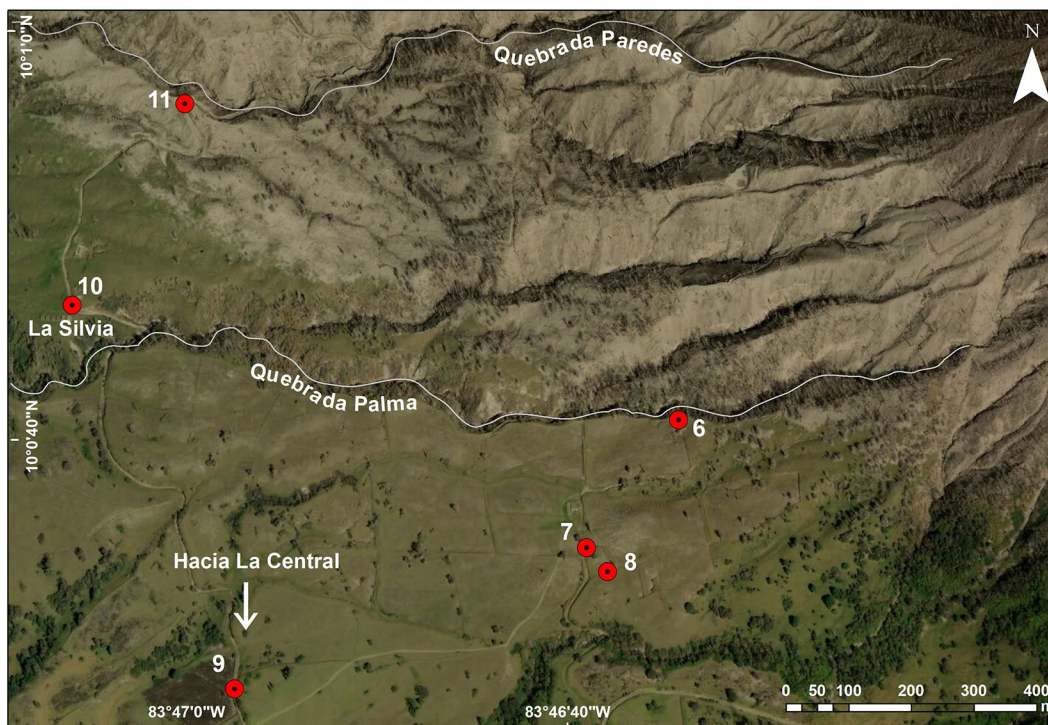 10°1'0"N
Quebrada Paredes
N
11
10
La Silvia
Quebrada Palma
10°0'40"N
6
7
8
Hacia La Central
9
83°47'0"W
83°46'40"W
0 50 100 200 300 400
m